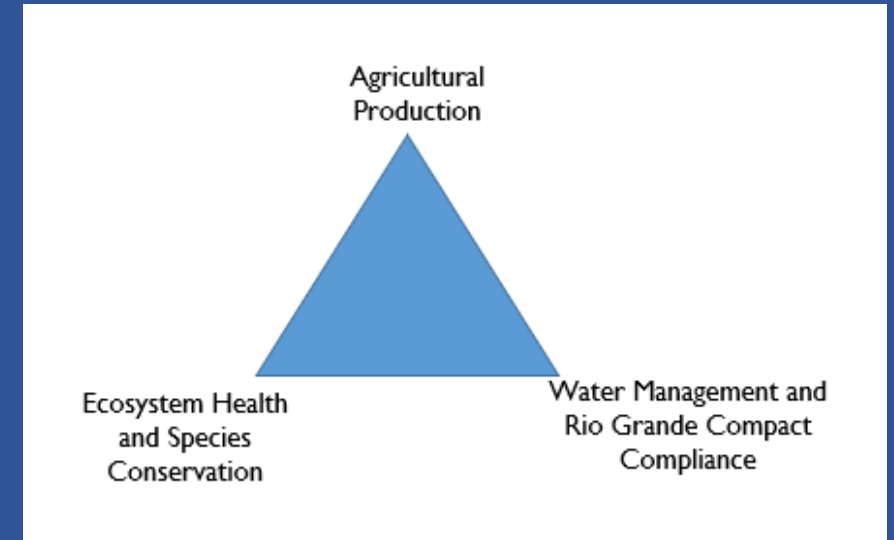 Agricultural
Production
Ecosystem Health
and Species
Conservation
Water Management and
Rio Grande Compact
Compliance